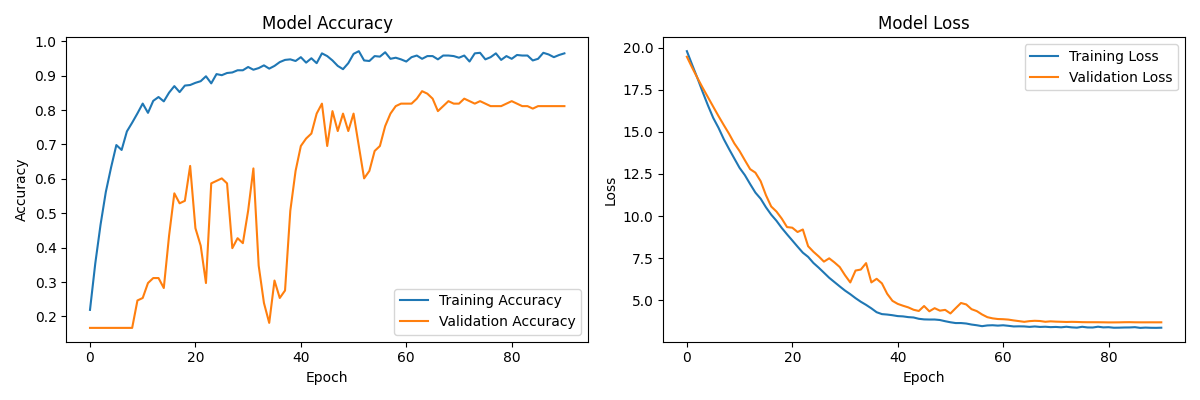 Model Accuracy
1.0
0.9
0.8
0.7
0.6
0.5
0.4
0.3
0.2
Accuracy
0 20 40 60 80
Epoch
Training Accuracy
Validation Accuracy
Model Loss
20.0
17.5
15.0
12.5
10.0
7.5
5.0
Loss
0 20 40 60 80
Epoch
Training Loss
Validation Loss